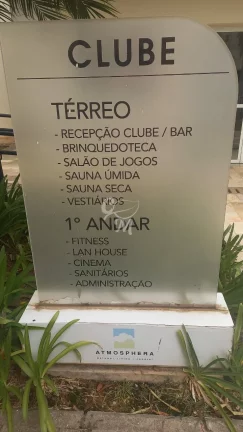 CLUBE
TÉRREO
- RECEPÇÃO CLUBE / BAR
- BRINQUEDOTECA
- SALÃO DE JOGOS
- SAUNA ÚMIDA
- SAUNA SECA
- VESTIÁRIOS
1º ANDAR
- FITNESS
- LAN HOUSE
- CINEMA
- SANITÁRIOS
- ADMINISTRAÇÃO
ATMOSPHERA